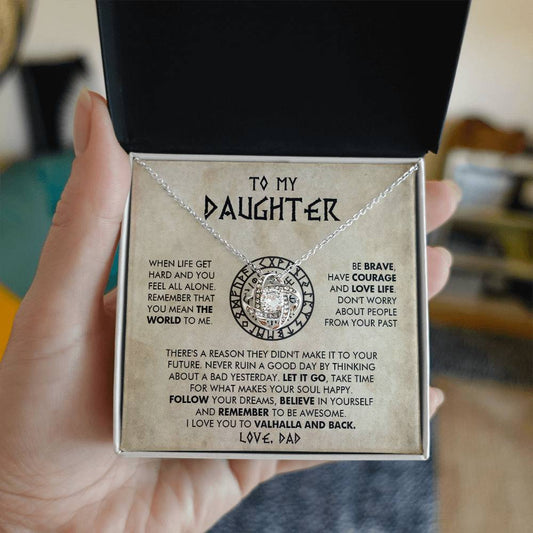 TO MY
DAUGHTER
WHEN LIFE GET
HARD AND YOU
FEEL ALL ALONE.
REMEMBER THAT
YOU MEAN THE
WORLD TO ME.
BE BRAVE,
HAVE COURAGE
AND LOVE LIFE.
DON'T WORRY
ABOUT PEOPLE
FROM YOUR PAST
THERE'S A REASON THEY DIDN'T MAKE IT TO YOUR
FUTURE. NEVER RUIN A GOOD DAY BY THINKING
ABOUT A BAD YESTERDAY. LET IT GO, TAKE TIME
FOR WHAT MAKES YOUR SOUL HAPPY.
FOLLOW YOUR DREAMS, BELIEVE IN YOURSELF
AND REMEMBER TO BE AWESOME.
I LOVE YOU TO VALHALLA AND BACK.
LOVE, DAD